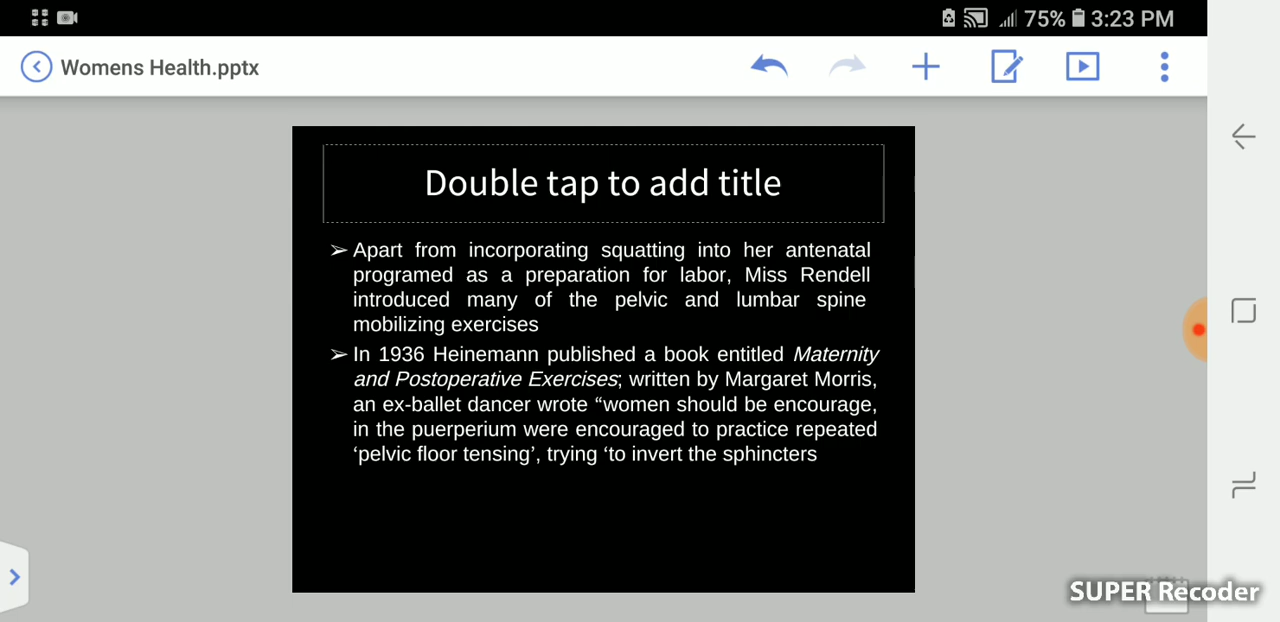 75% 3:23 PM
Womens Health.pptx
Double tap to add title
➢ Apart from incorporating squatting into her antenatal
programed as a preparation for labor, Miss Rendell
introduced many of the pelvic and lumbar spine
mobilizing exercises
➢ In 1936 Heinemann published a book entitled Maternity
and Postoperative Exercises; written by Margaret Morris,
an ex-ballet dancer wrote “women should be encourage,
in the puerperium were encouraged to practice repeated
‘pelvic floor tensing’, trying ‘to invert the sphincters
SUPER Recoder